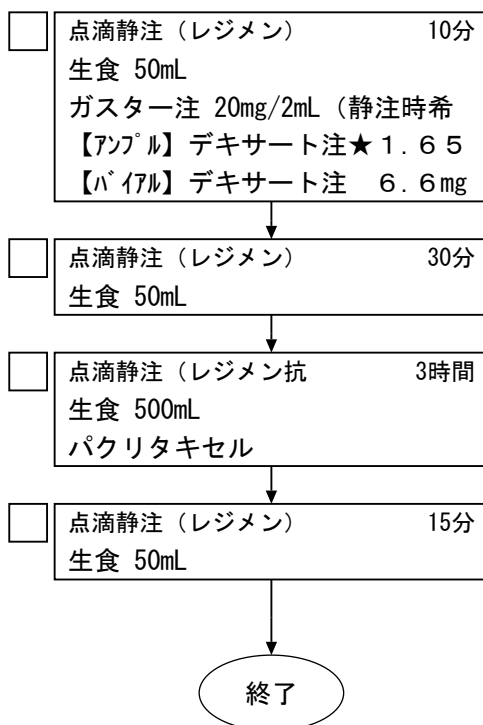 点滴静注（レジメン） 10分
生食 50mL
ガスター注 20mg/2mL（静注時希
【ｱﾝﾌﾟﾙ】デキサート注★１．６５
【ﾊﾞｲｱﾙ】デキサート注　６．６mg
点滴静注（レジメン） 30分
生食 50mL
点滴静注（レジメン抗 3時間
生食 500mL
パクリタキセル
点滴静注（レジメン） 15分
生食 50mL
終了